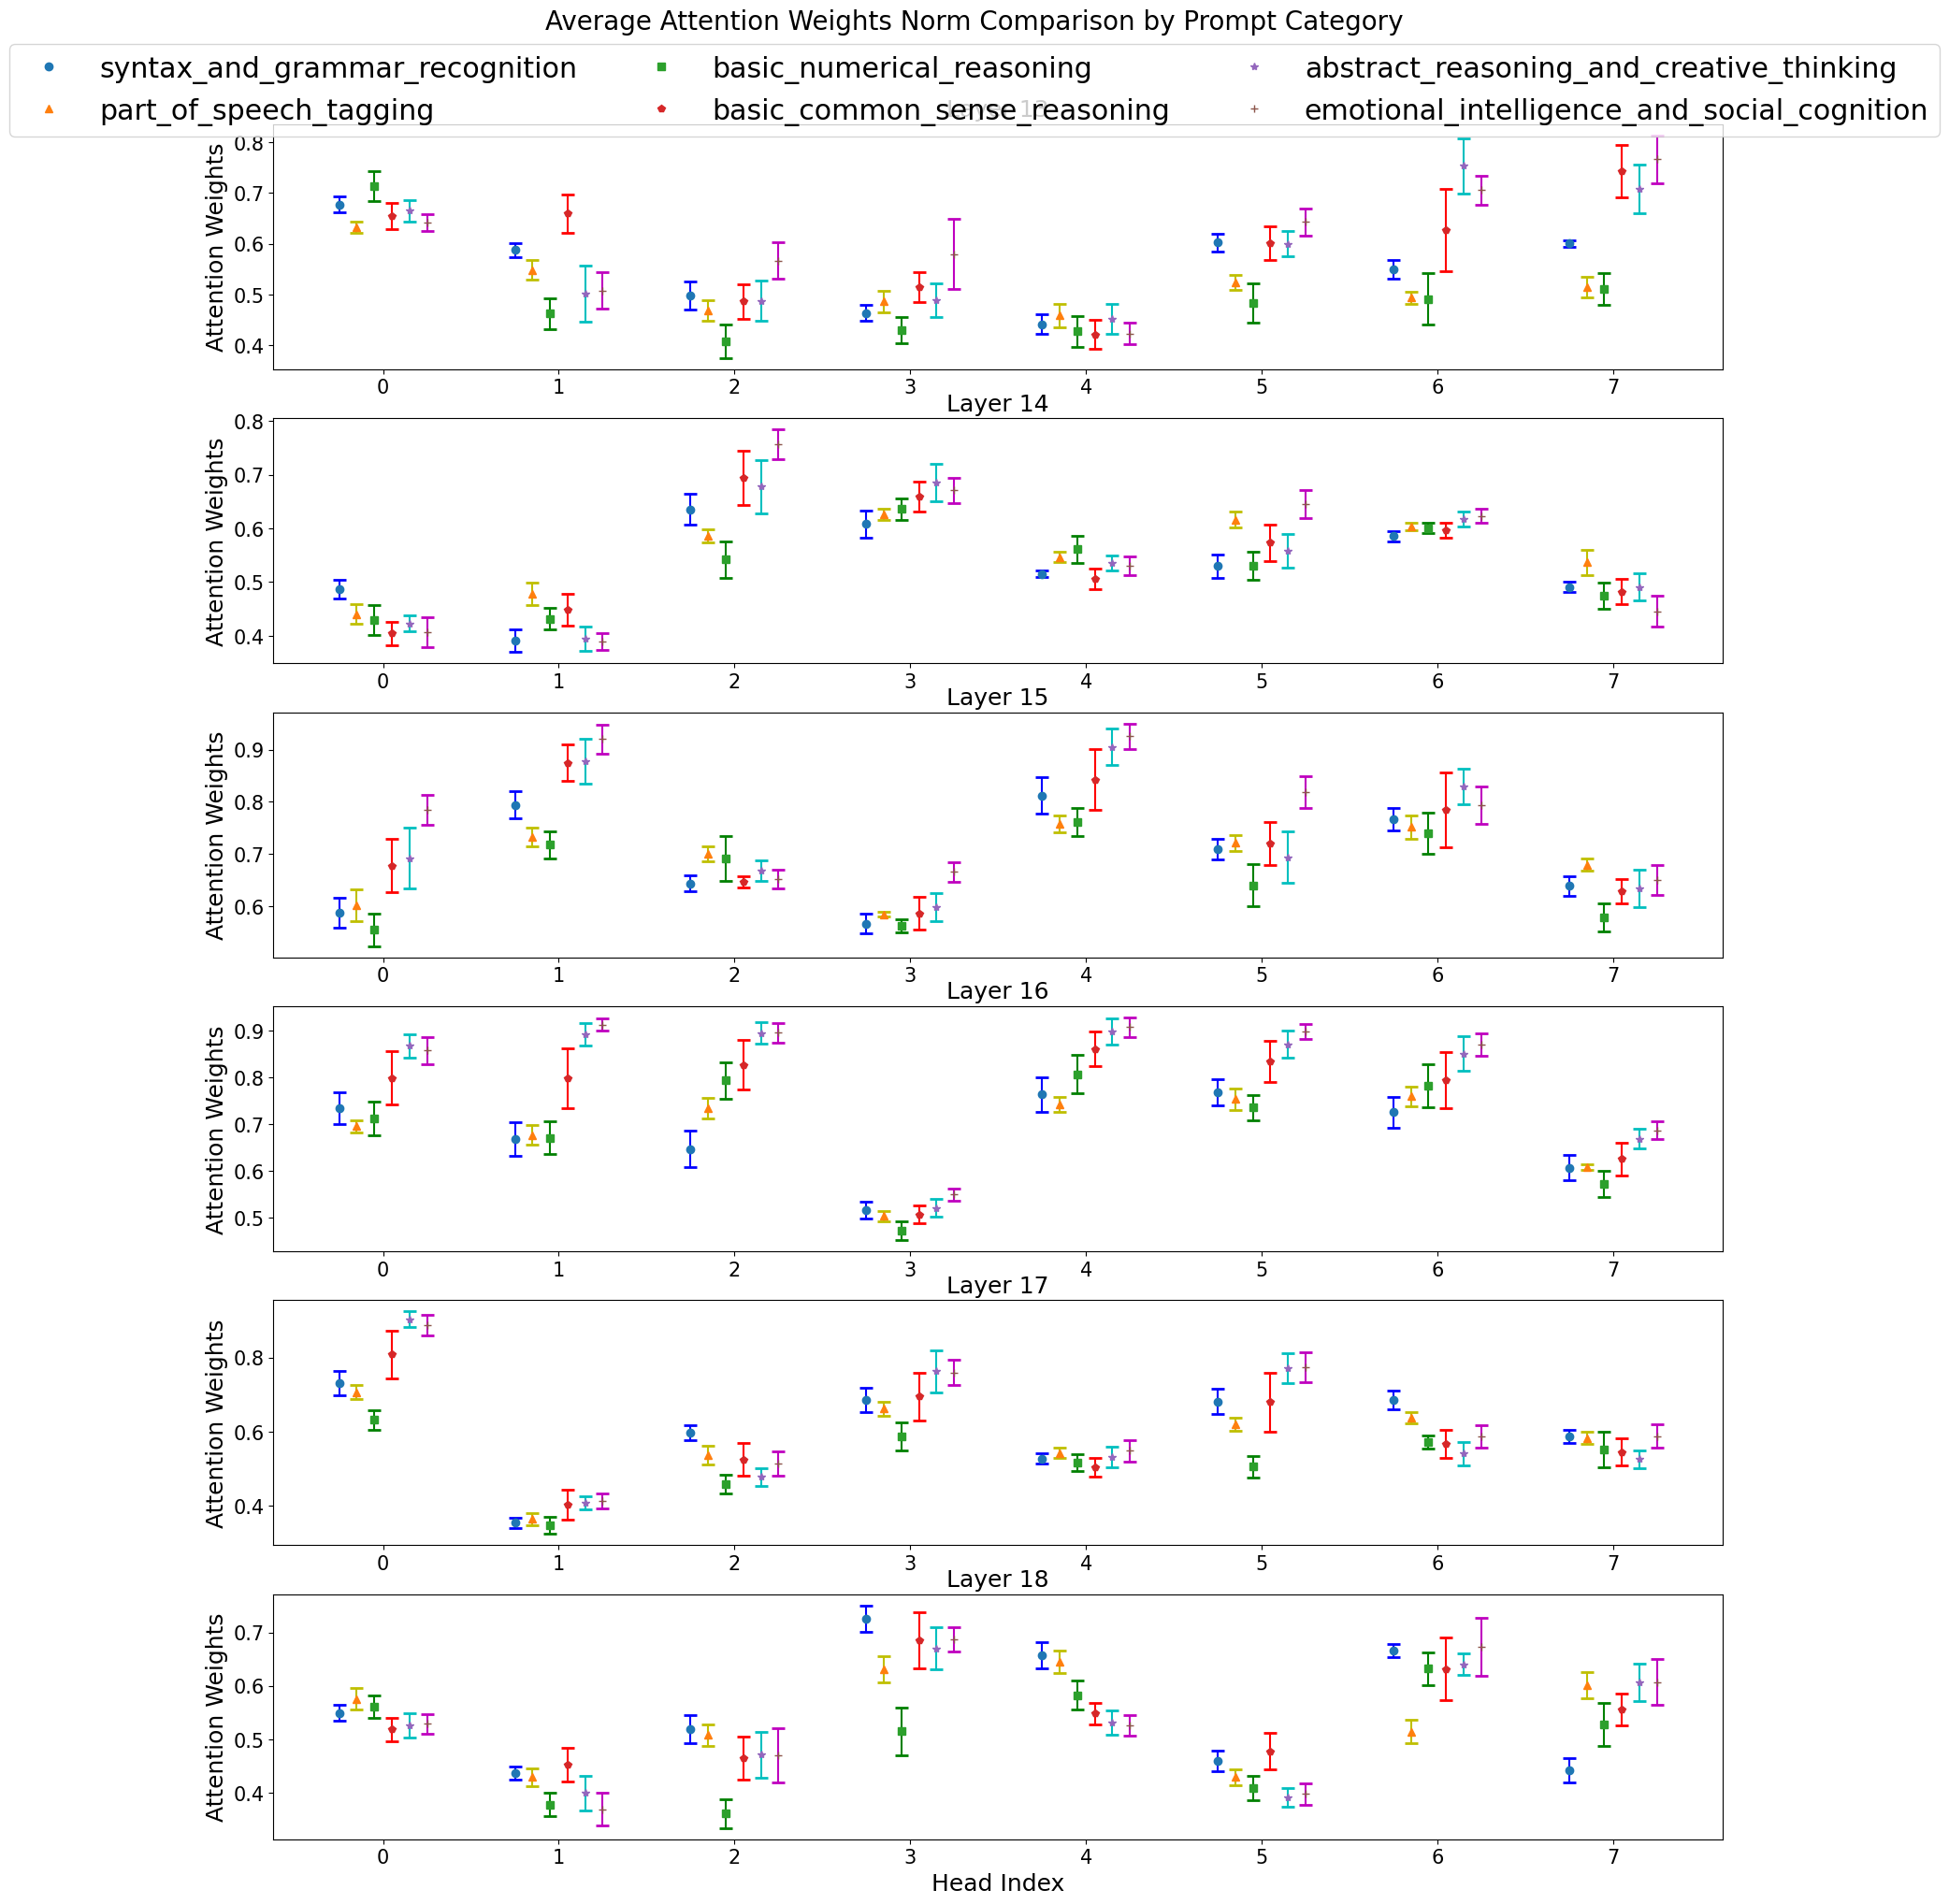 Average Attention Weights Norm Comparison by Prompt Category
syntax_and_grammar_recognition basic_numerical_reasoning abstract_reasoning_and_creative_thinking
part_of_speech_tagging basic_common_sense_reasoning emotional_intelligence_and_social_cognition
Layer 13
Attention Weights
0.8
0.7
0.6
0.5
0.4
0 1 2 3 4 5 6 7
Layer 14
Attention Weights
0.8
0.7
0.6
0.5
0.4
0 1 2 3 4 5 6 7
Layer 15
Attention Weights
0.9
0.8
0.7
0.6
0 1 2 3 4 5 6 7
Layer 16
Attention Weights
0.9
0.8
0.7
0.6
0.5
0 1 2 3 4 5 6 7
Layer 17
Attention Weights
0.8
0.6
0.4
0 1 2 3 4 5 6 7
Layer 18
Attention Weights
0.7
0.6
0.5
0.4
0 1 2 3 4 5 6 7
Head Index